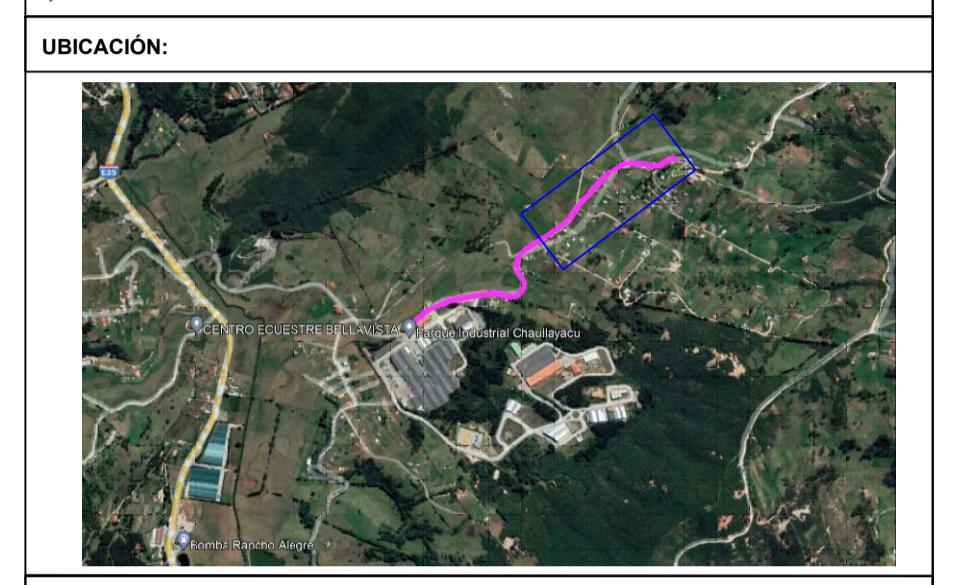 UBICACIÓN:
E35
CENTRO ECUESTRE BELLAVISTA
Parque Industrial Chaullayacu
Bomba Rancho Alegre